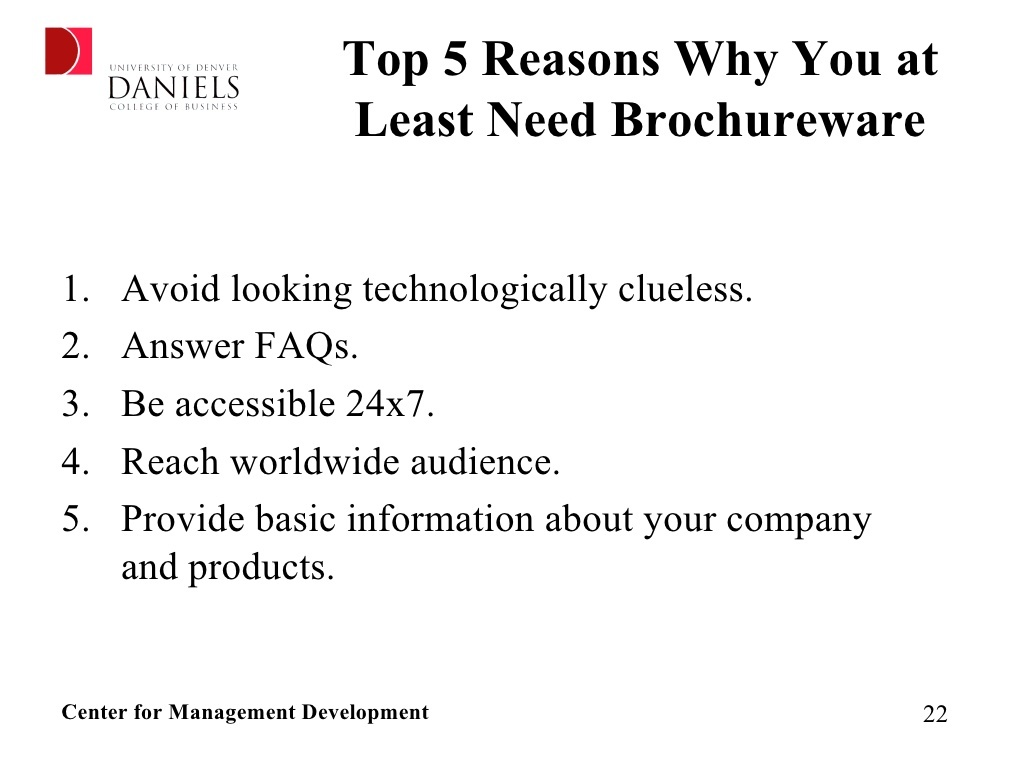 UNIVERSITY OF DENVER
DANIELS
COLLEGE OF BUSINESS
Top 5 Reasons Why You at
Least Need Brochureware
1. Avoid looking technologically clueless.
2. Answer FAQs.
3. Be accessible 24x7.
4. Reach worldwide audience.
5. Provide basic information about your company
and products.
Center for Management Development
22